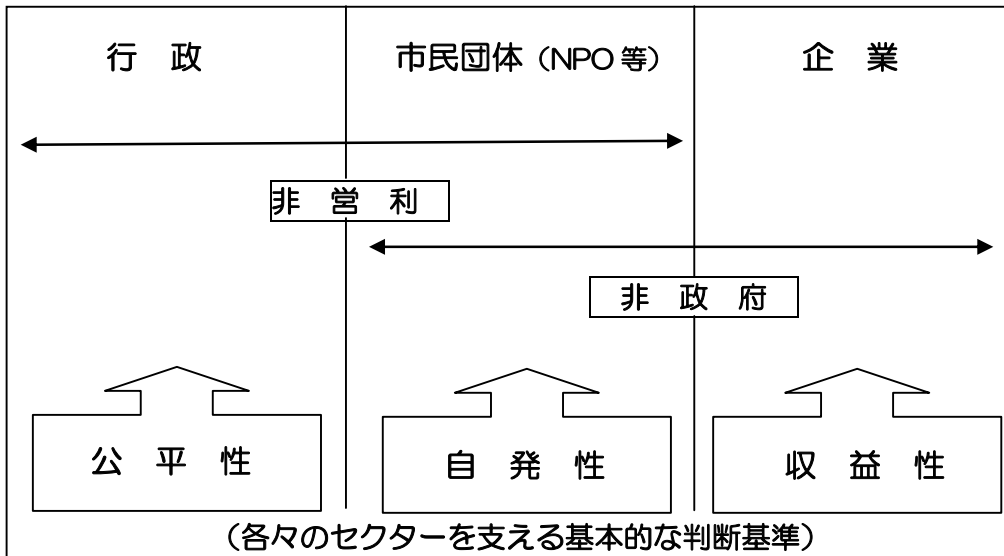 行 政
市民団体（NPO 等）
企 業
非 営 利
非 政 府
公 平 性
自 発 性
収 益 性
（各々のセクターを支える基本的な判断基準）